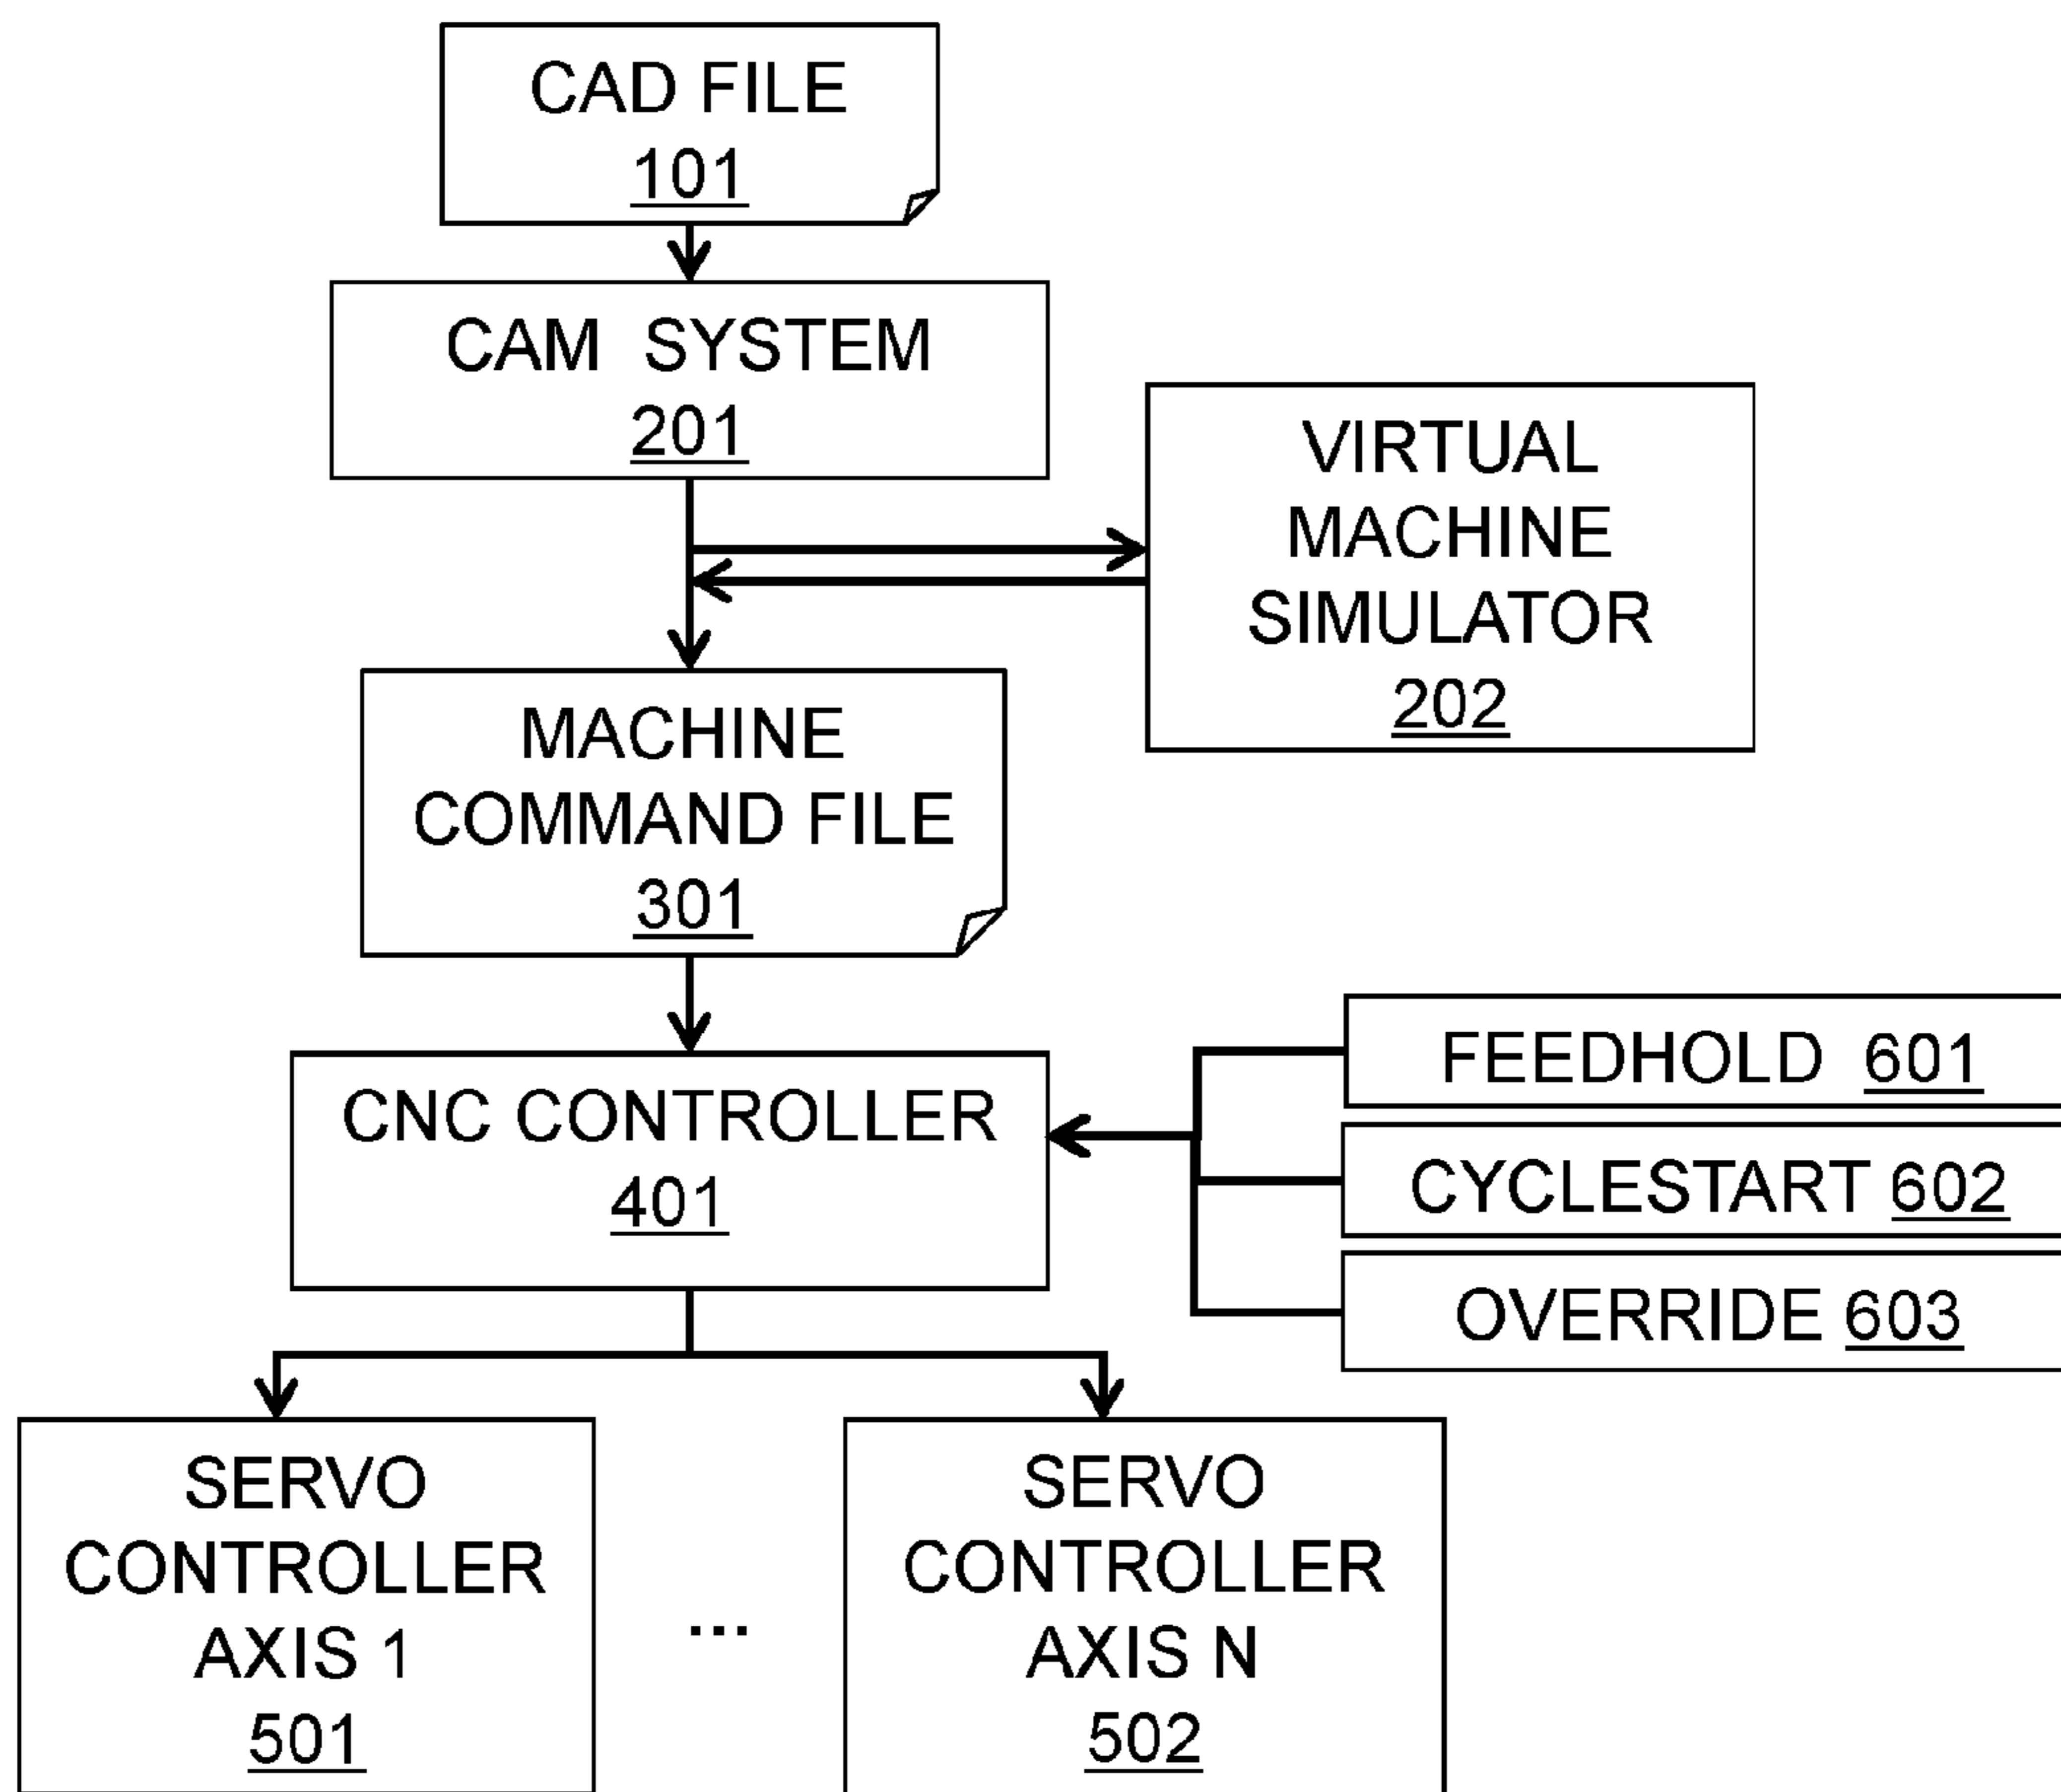 CAD FILE
101
CAM SYSTEM
201
VIRTUAL
MACHINE
SIMULATOR
202
MACHINE
COMMAND FILE
301
CNC CONTROLLER
401
FEEDHOLD 601
CYCLESTART 602
OVERRIDE 603
SERVO
CONTROLLER
AXIS 1
501
...
SERVO
CONTROLLER
AXIS N
502